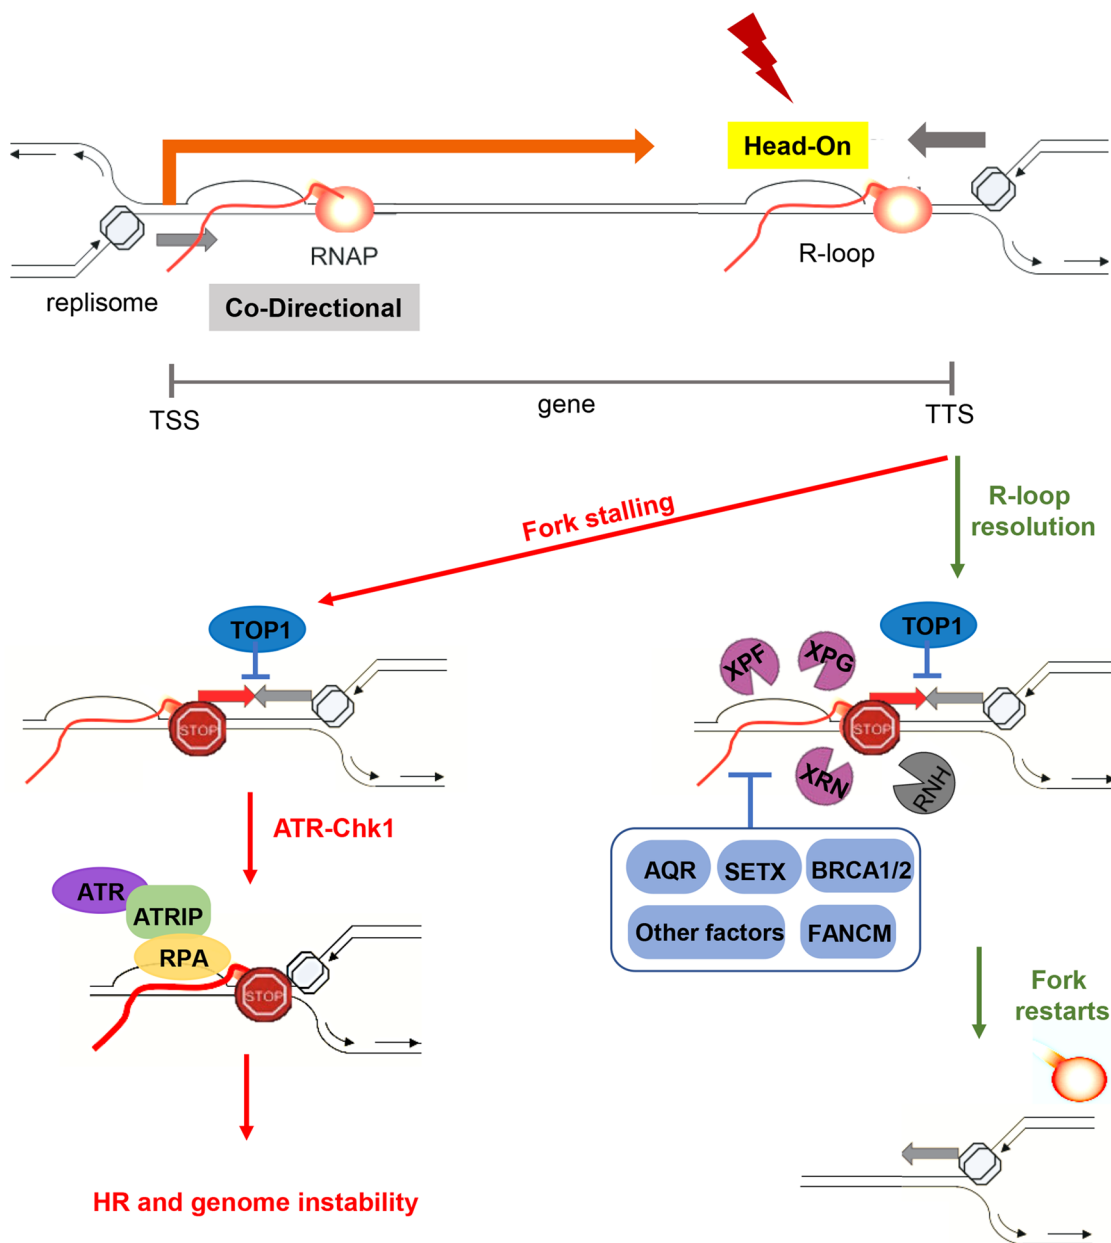 Head-On
RNAP
R-loop
replisome
Co-Directional
gene
TSS
TTS
Fork stalling
R-loop
resolution
TOP1
TOP1
XPF
XPG
STOP
STOP
XRN
RNH
ATR-Chk1
AQR
SETX
BRCA1/2
Other factors
FANCM
ATR
ATRIP
RPA
STOP
Fork
restarts
HR and genome instability